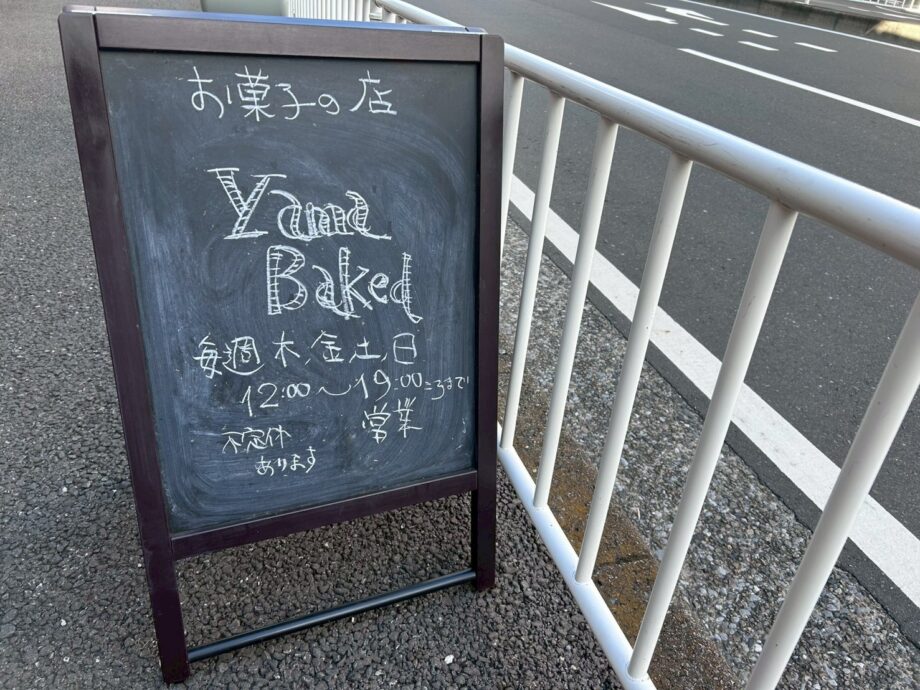 お菓子の店
Yama
Baked
毎週 木、金、土、日
12:00〜19:00ころまで
営業
不定休
あります